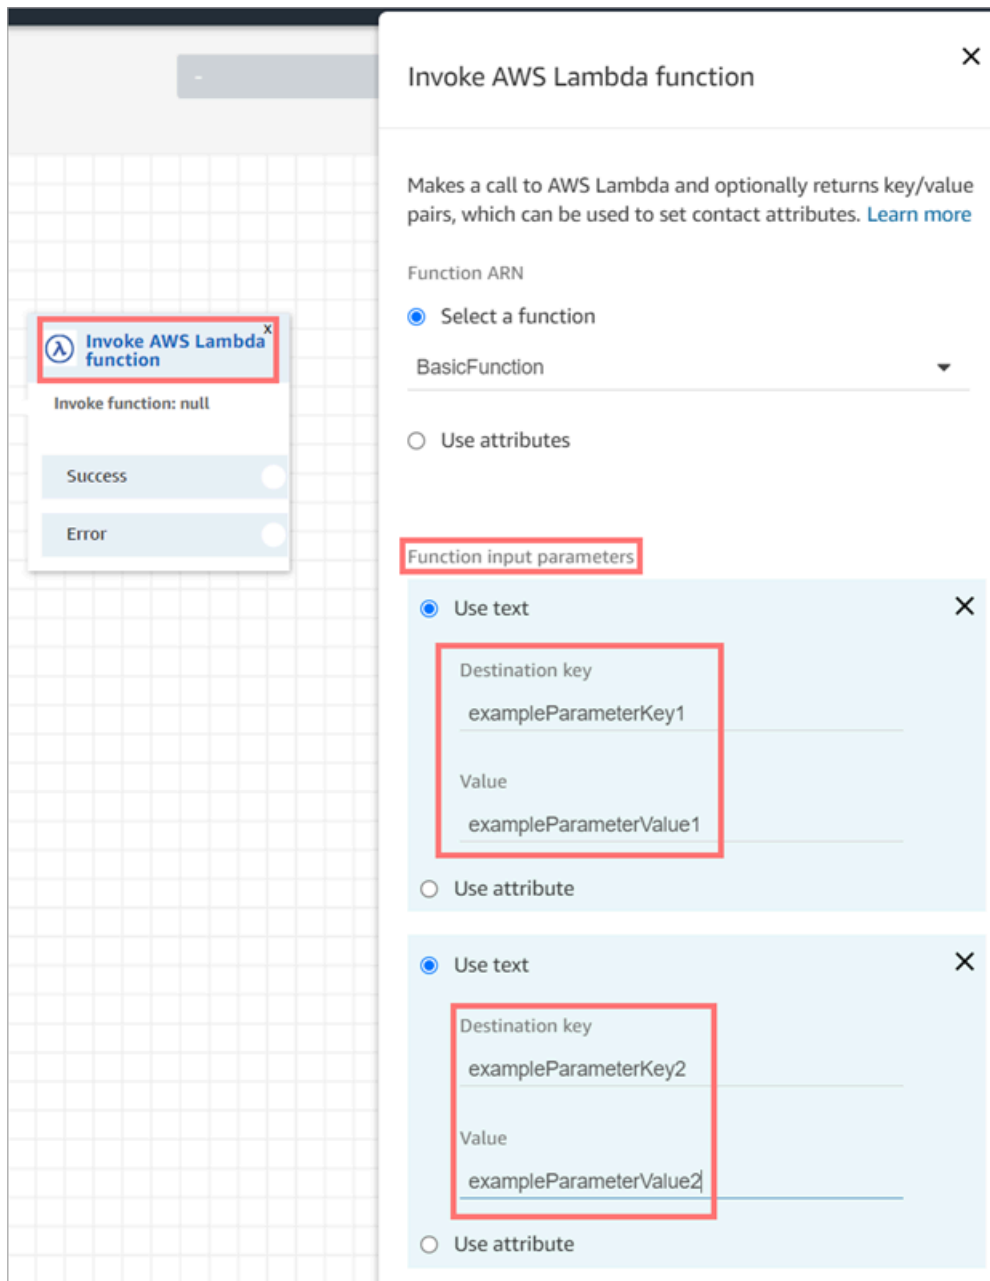 -
Invoke AWS Lambda function
Makes a call to AWS Lambda and optionally returns key/value
pairs, which can be used to set contact attributes. Learn more
Function ARN
Select a function
BasicFunction
Use attributes
Invoke AWS Lambda
function
x
Invoke function: null
Success
Error
Function input parameters
Use text
Destination key
exampleParameterKey1
Value
exampleParameterValue1
Use attribute
Use text
Destination key
exampleParameterKey2
Value
exampleParameterValue2
Use attribute